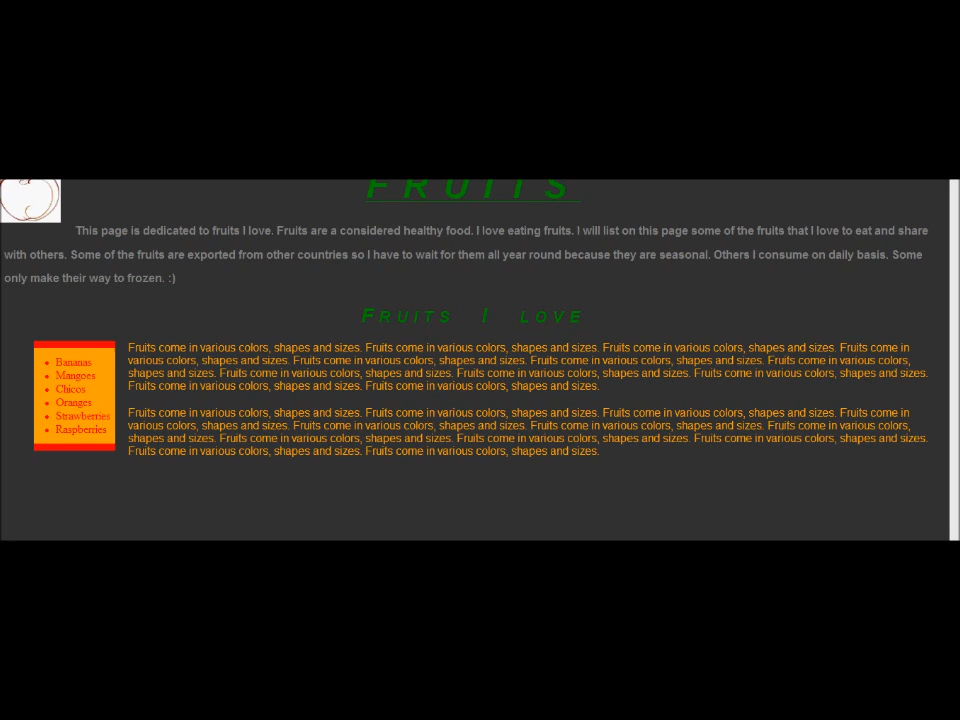 FRUITS
This page is dedicated to fruits I love. Fruits are a considered healthy food. I love eating fruits. I will list on this page some of the fruits that I love to eat and share
with others. Some of the fruits are exported from other countries so I have to wait for them all year round because they are seasonal. Others I consume on daily basis. Some
only make their way to frozen. :)
FRUITS I LOVE
Bananas
Mangoes
Chicos
Oranges
Strawberries
Raspberries
Fruits come in various colors, shapes and sizes. Fruits come in various colors, shapes and sizes. Fruits come in various colors, shapes and sizes. Fruits come in
various colors, shapes and sizes. Fruits come in various colors, shapes and sizes. Fruits come in various colors, shapes and sizes. Fruits come in various colors,
shapes and sizes. Fruits come in various colors, shapes and sizes. Fruits come in various colors, shapes and sizes. Fruits come in various colors, shapes and sizes.
Fruits come in various colors, shapes and sizes. Fruits come in various colors, shapes and sizes.
Fruits come in various colors, shapes and sizes. Fruits come in various colors, shapes and sizes. Fruits come in various colors, shapes and sizes. Fruits come in
various colors, shapes and sizes. Fruits come in various colors, shapes and sizes. Fruits come in various colors, shapes and sizes. Fruits come in various colors,
shapes and sizes. Fruits come in various colors, shapes and sizes. Fruits come in various colors, shapes and sizes. Fruits come in various colors, shapes and sizes.
Fruits come in various colors, shapes and sizes. Fruits come in various colors, shapes and sizes.